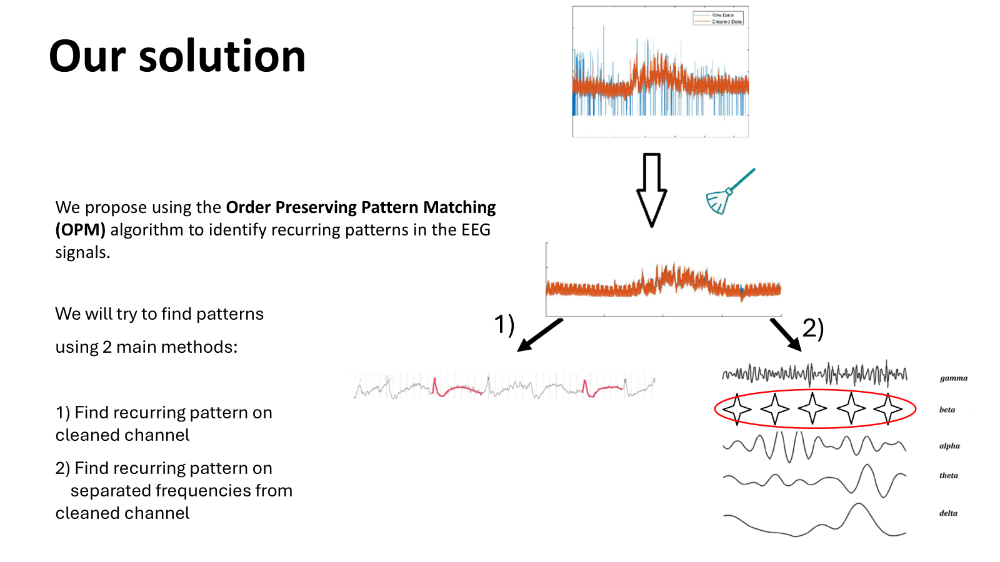 Our solution
Raw Data
Cleaned Data
We propose using the Order Preserving Pattern Matching
(OPM) algorithm to identify recurring patterns in the EEG
signals.
We will try to find patterns
using 2 main methods:
1) Find recurring pattern on
cleaned channel
2) Find recurring pattern on
separated frequencies from
cleaned channel
1)
2)
gamma
beta
alpha
theta
delta